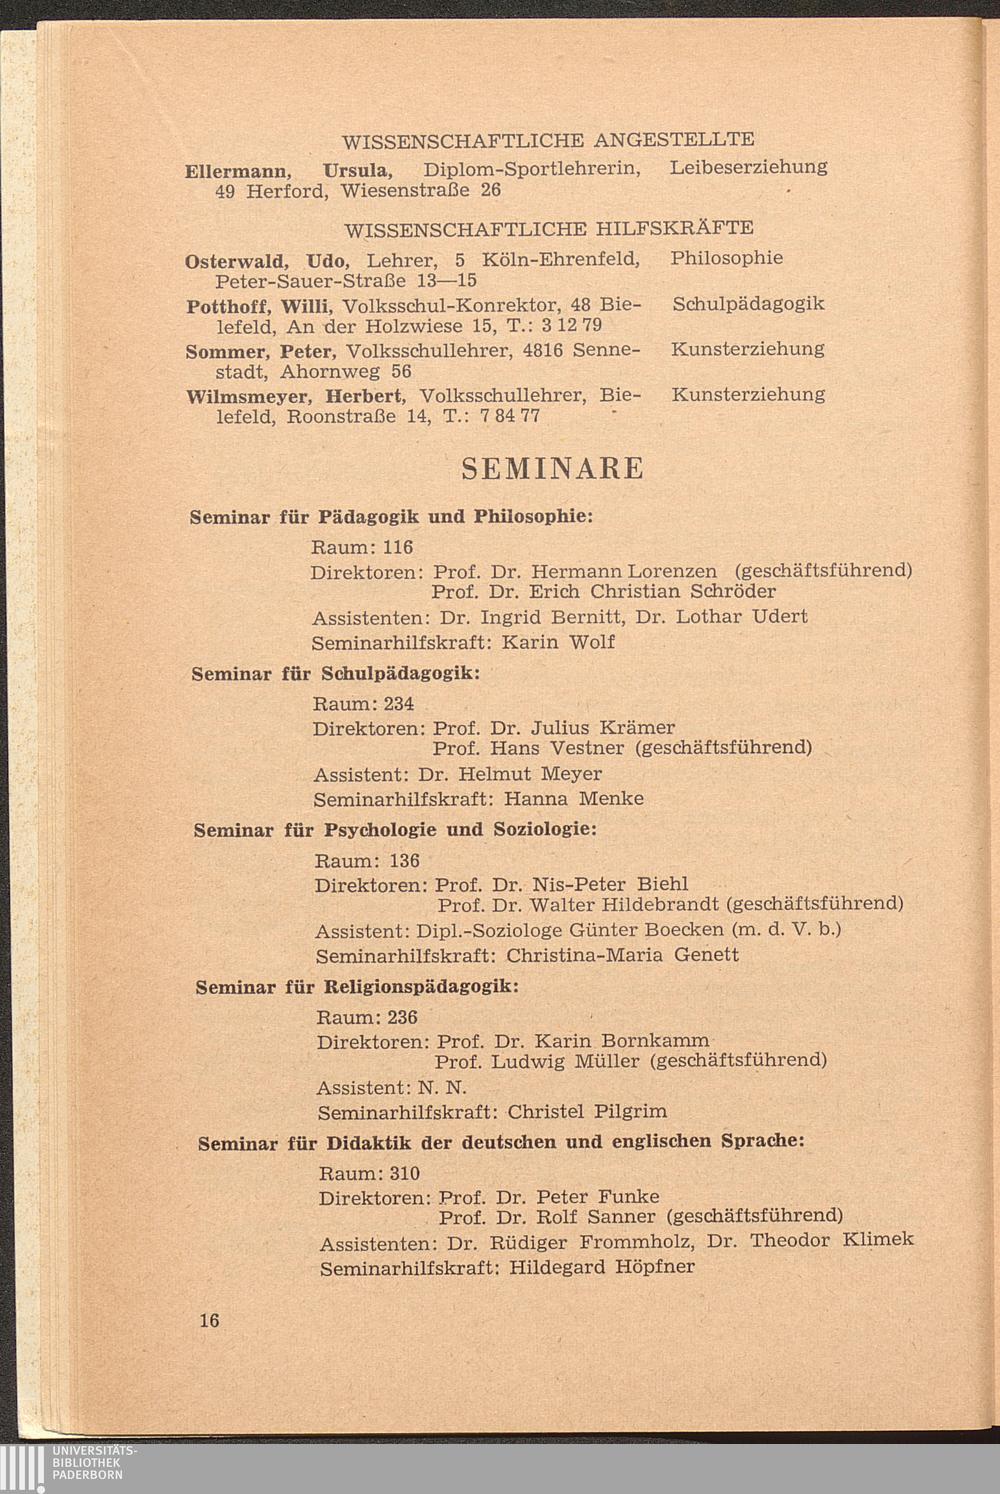 WISSENSCHAFTLICHE ANGESTELLTE
Ellermann, Ursula, Diplom-Sportlehrerin, Leibeserziehung
49 Herford, Wiesenstraße 26
WISSENSCHAFTLICHE HILFSKRÄFTE
Osterwald, Udo, Lehrer, 5 Köln-Ehrenfeld, Philosophie
Peter-Sauer-Straße 13—15
Potthoff, Willi, Volksschul-Konrektor, 48 Bie- Schulpädagogik
lefeld, An der Holzwiese 15, T.: 3 12 79
Sommer, Peter, Volksschullehrer, 4816 Senne- Kunsterziehung
stadt, Ahornweg 56
Wilmsmeyer, Herbert, Volksschullehrer, Bie- Kunsterziehung
lefeld, Roonstraße 14, T.: 7 84 77
SEMINARE
Seminar für Pädagogik und Philosophie:
Raum: 116
Direktoren: Prof. Dr. Hermann Lorenzen (geschäftsführend)
Prof. Dr. Erich Christian Schröder
Assistenten: Dr. Ingrid Bernitt, Dr. Lothar Udert
Seminarhilfskraft: Karin Wolf
Seminar für Schulpädagogik:
Raum: 234
Direktoren: Prof. Dr. Julius Krämer
Prof. Hans Vestner (geschäftsführend)
Assistent: Dr. Helmut Meyer
Seminarhilfskraft: Hanna Menke
Seminar für Psychologie und Soziologie:
Raum: 136
Direktoren: Prof. Dr. Nis-Peter Biehl
Prof. Dr. Walter Hildebrandt (geschäftsführend)
Assistent: Dipl.-Soziologe Günter Boecken (m. d. V. b.)
Seminarhilfskraft: Christina-Maria Genett
Seminar für Religionspädagogik:
Raum: 236
Direktoren: Prof. Dr. Karin Bornkamm
Prof. Ludwig Müller (geschäftsführend)
Assistent: N. N.
Seminarhilfskraft: Christel Pilgrim
Seminar für Didaktik der deutschen und englischen Sprache:
Raum: 310
Direktoren: Prof. Dr. Peter Funke
Prof. Dr. Rolf Sanner (geschäftsführend)
Assistenten: Dr. Rüdiger Frommholz, Dr. Theodor Klimek
Seminarhilfskraft: Hildegard Höpfner
16
UNIVERSITÄTS-
BIBLIOTHEK
PADERBORN